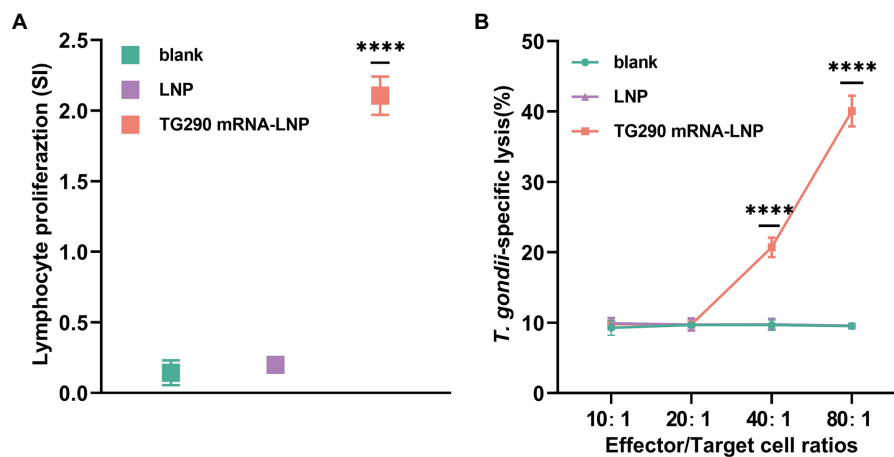 A
Lymphocyte proliferaztion (SI)
2.5
2.0
1.5
1.0
0.5
0.0
blank
LNP
TG290 mRNA-LNP
****
B
T. gondii-specific lysis(%)
50
40
30
20
10
0
blank
LNP
TG290 mRNA-LNP
****
****
10: 1 20: 1 40: 1 80: 1
Effector/Target cell ratios